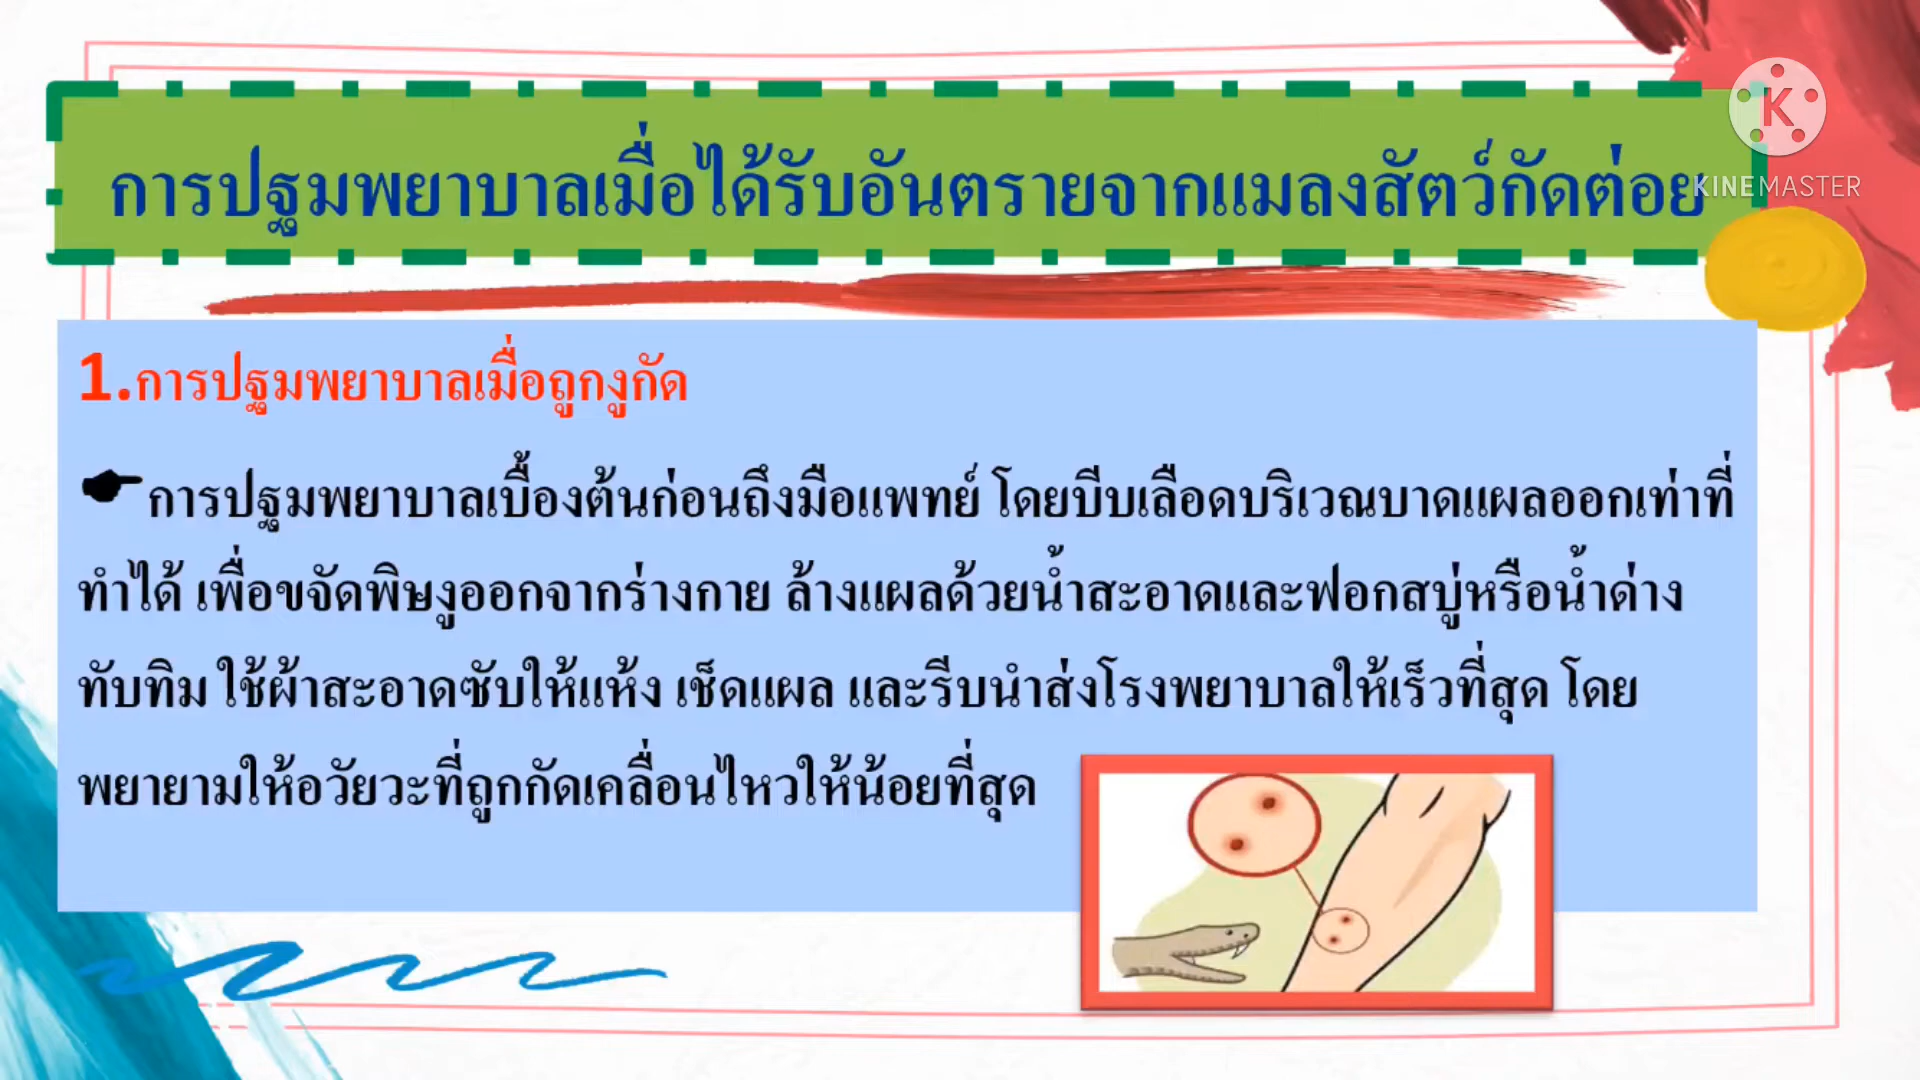 การปฐมพยาบาลเมื่อได้รับอันตรายจากแมลงสัตว์กัดต่อย
KINEMASTER
1.การปฐมพยาบาลเมื่อถูกงูกัด
การปฐมพยาบาลเบื้องต้นก่อนถึงมือแพทย์ โดยบีบเลือดบริเวณบาดแผลออกเท่าที่
ทำได้ เพื่อขจัดพิษงูออกจากร่างกาย ล้างแผลด้วยน้ำสะอาดและฟอกสบู่หรือน้ำด่าง
ทับทิม ใช้ผ้าสะอาดซับให้แห้ง เช็ดแผล และรีบนำส่งโรงพยาบาลให้เร็วที่สุด โดย
พยายามให้อวัยวะที่ถูกกัดเคลื่อนไหวให้น้อยที่สุด